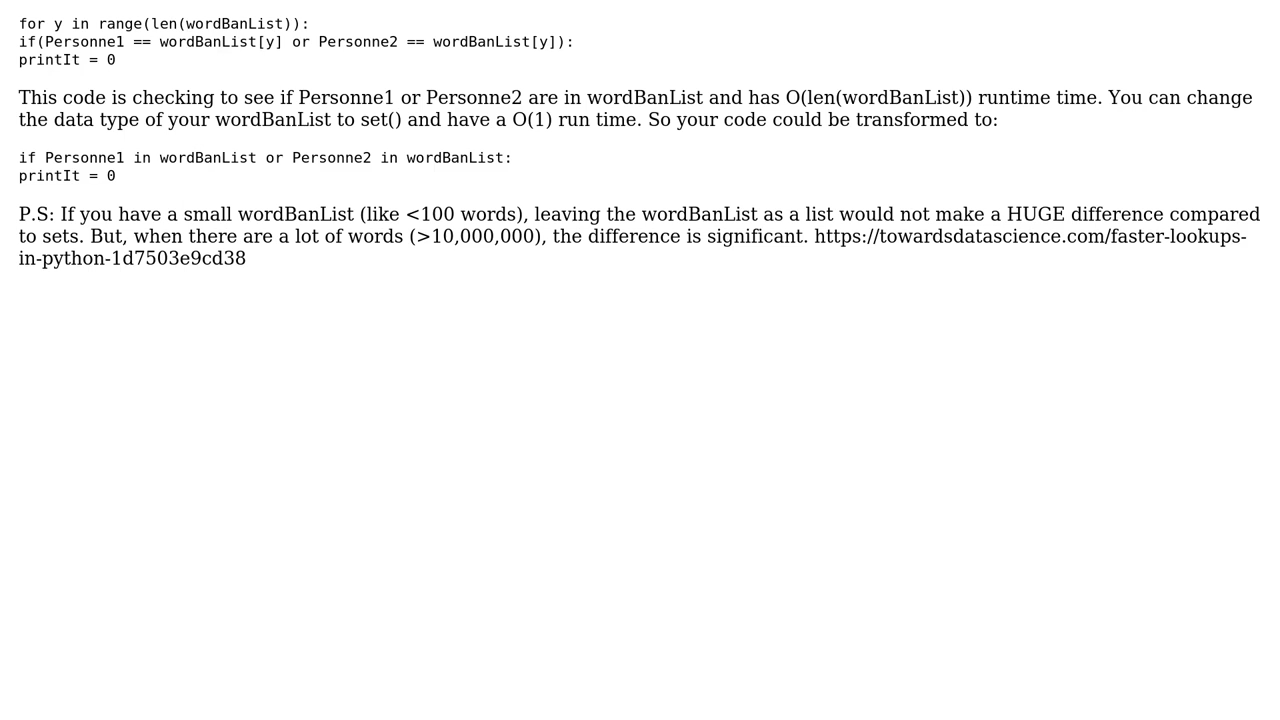 for y in range(len(wordBanList)):
if(Personne1 == wordBanList[y] or Personne2 == wordBanList[y]):
printIt = 0
This code is checking to see if Personne1 or Personne2 are in wordBanList and has O(len(wordBanList)) runtime time. You can change
the data type of your wordBanList to set() and have a O(1) run time. So your code could be transformed to:
if Personne1 in wordBanList or Personne2 in wordBanList:
printIt = 0
P.S: If you have a small wordBanList (like <100 words), leaving the wordBanList as a list would not make a HUGE difference compared
to sets. But, when there are a lot of words (>10,000,000), the difference is significant. https://towardsdatascience.com/faster-lookups-
in-python-1d7503e9cd38